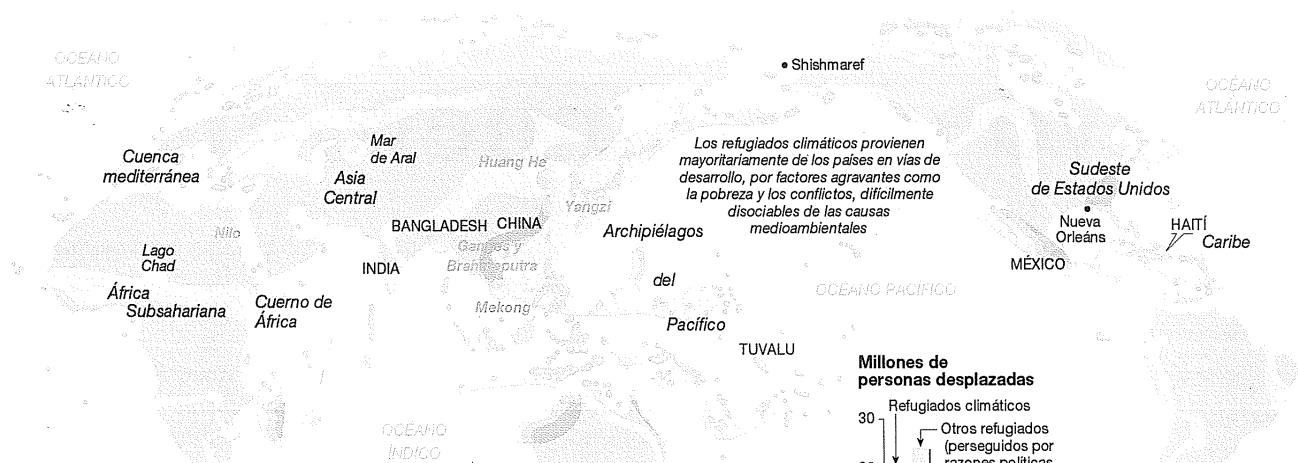 OCÉANO
ATLÁNTICO
Shishmaref
OCÉANO
ATLÁNTICO
Cuenca
mediterránea
Mar
de Aral
Asia
Central
Huang He
Yangzi
Nilo
BANGLADESH
CHINA
Ganges y
Brahmaputra
INDIA
Mekong
Lago
Chad
África
Subsahariana
Cuerno de
África
Los refugiados climáticos provienen
mayoritariamente de los países en vías de
desarrollo, por factores agravantes como
la pobreza y los conflictos, difícilmente
disociables de las causas
medioambientales
Archipiélagos
del
Pacífico
TUVALU
OCÉANO PACÍFICO
Sudeste
de Estados Unidos
Nueva
Orleáns
HAITÍ
Caribe
MÉXICO
OCÉANO
ÍNDICO
Millones de
personas desplazadas
Refugiados climáticos
30
Otros refugiados
(perseguidos por
razones políticas